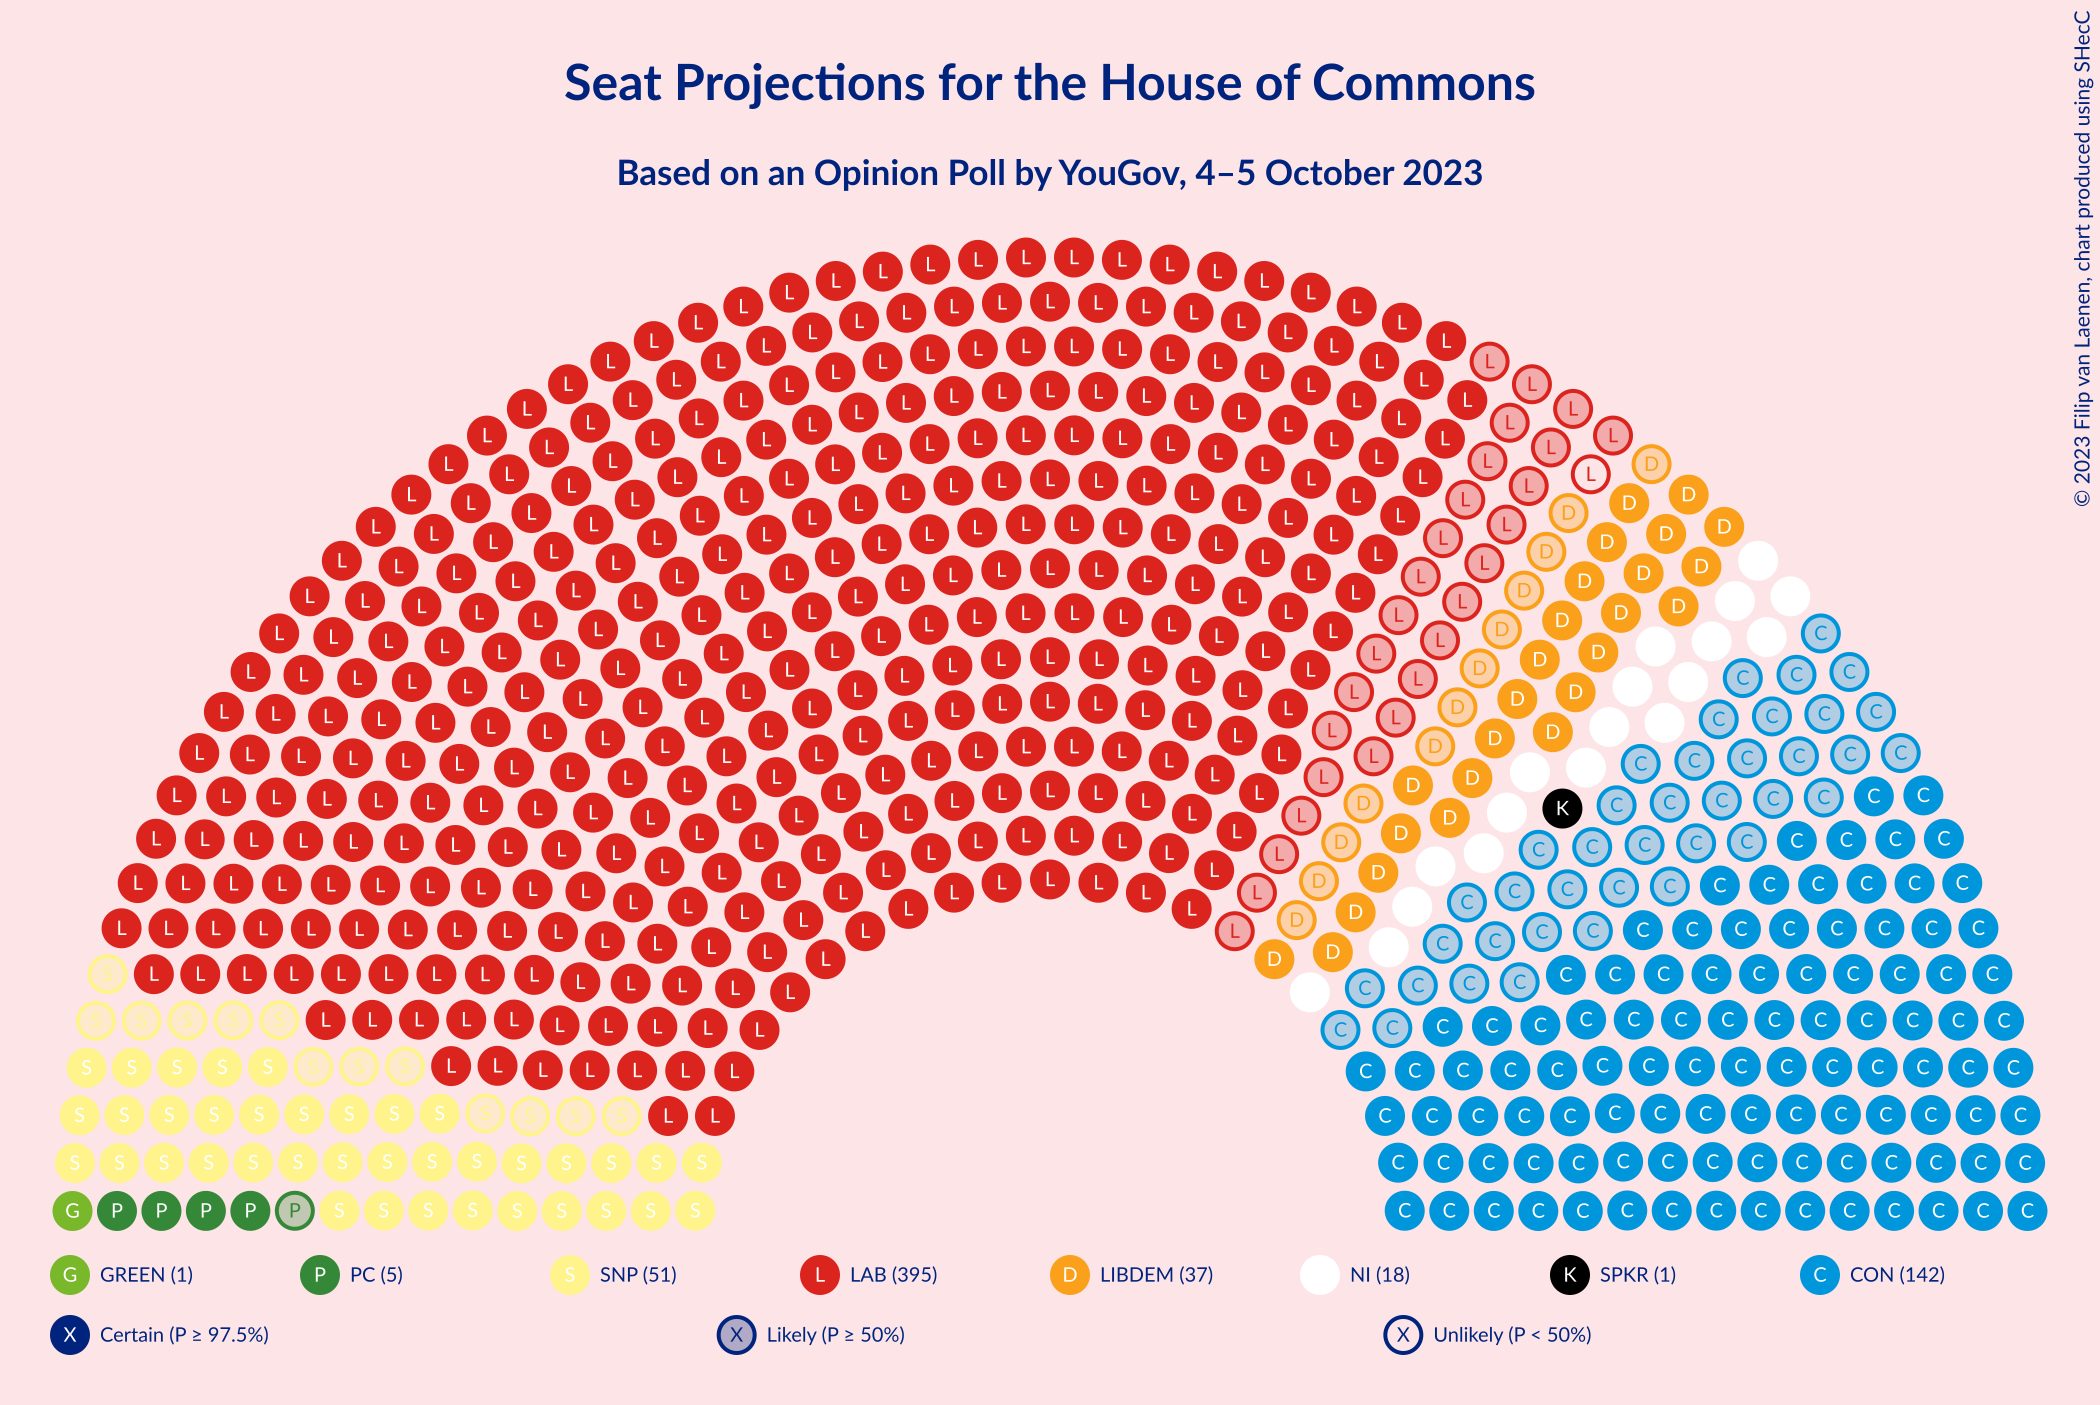 Seat Projections for the House of Commons
Based on an Opinion Poll by YouGov, 4–5 October 2023
© 2023 Filip van Laenen, chart produced using SHecC
G GREEN (1)
P PC (5)
S SNP (51)
L LAB (395)
D LIBDEM (37)
NI (18)
K SPKR (1)
C CON (142)
X Certain (P ≥ 97.5%)
X Likely (P ≥ 50%)
X Unlikely (P < 50%)